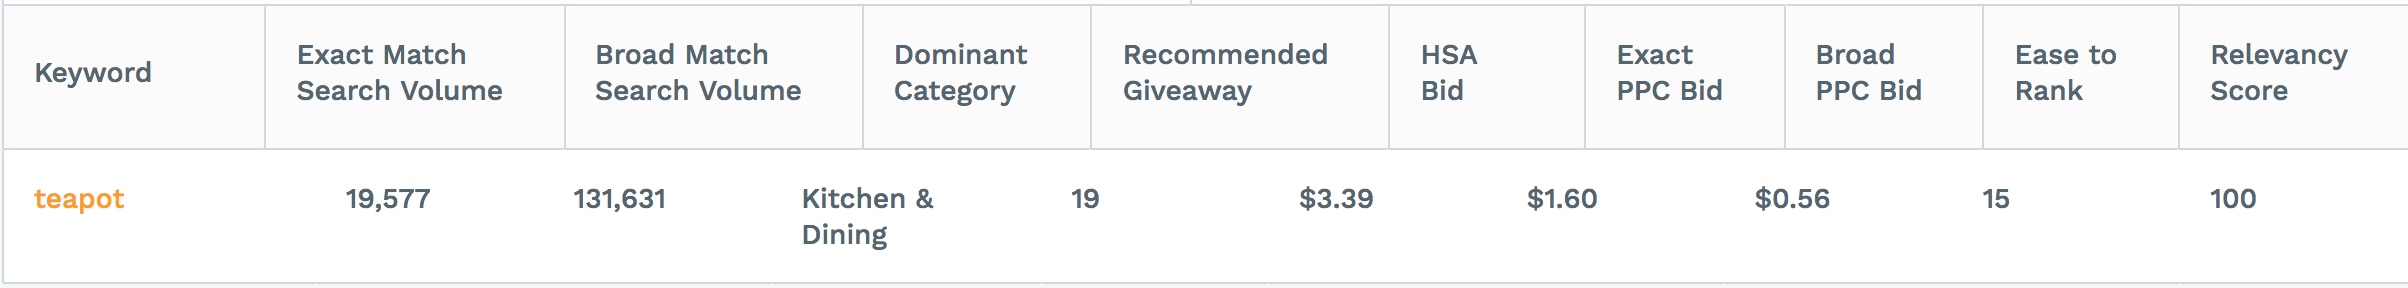 Keyword
Exact Match
Search Volume
Broad Match
Search Volume
Dominant
Category
Recommended
Giveaway
HSA
Bid
Exact
PPC Bid
Broad
PPC Bid
Ease to
Rank
Relevancy
Score
teapot
19,577
131,631
Kitchen &
Dining
19
$3.39
$1.60
$0.56
15
100